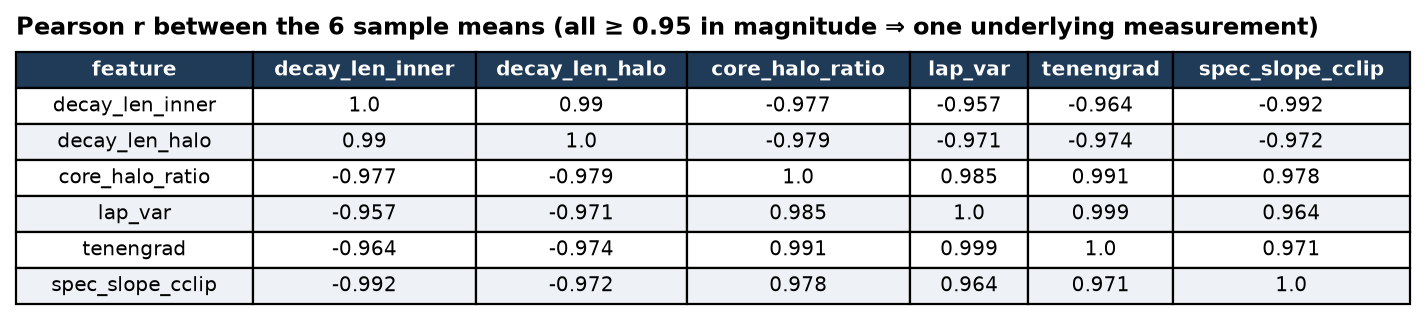 Pearson r between the 6 sample means (all ≥ 0.95 in magnitude ⇒ one underlying measurement)
feature decay_len_inner decay_len_halo core_halo_ratio lap_var tenengrad spec_slope_cclip
decay_len_inner 1.0 0.99 -0.977 -0.957 -0.964 -0.992
decay_len_halo 0.99 1.0 -0.979 -0.971 -0.974 -0.972
core_halo_ratio -0.977 -0.979 1.0 0.985 0.991 0.978
lap_var -0.957 -0.971 0.985 1.0 0.999 0.964
tenengrad -0.964 -0.974 0.991 0.999 1.0 0.971
spec_slope_cclip -0.992 -0.972 0.978 0.964 0.971 1.0